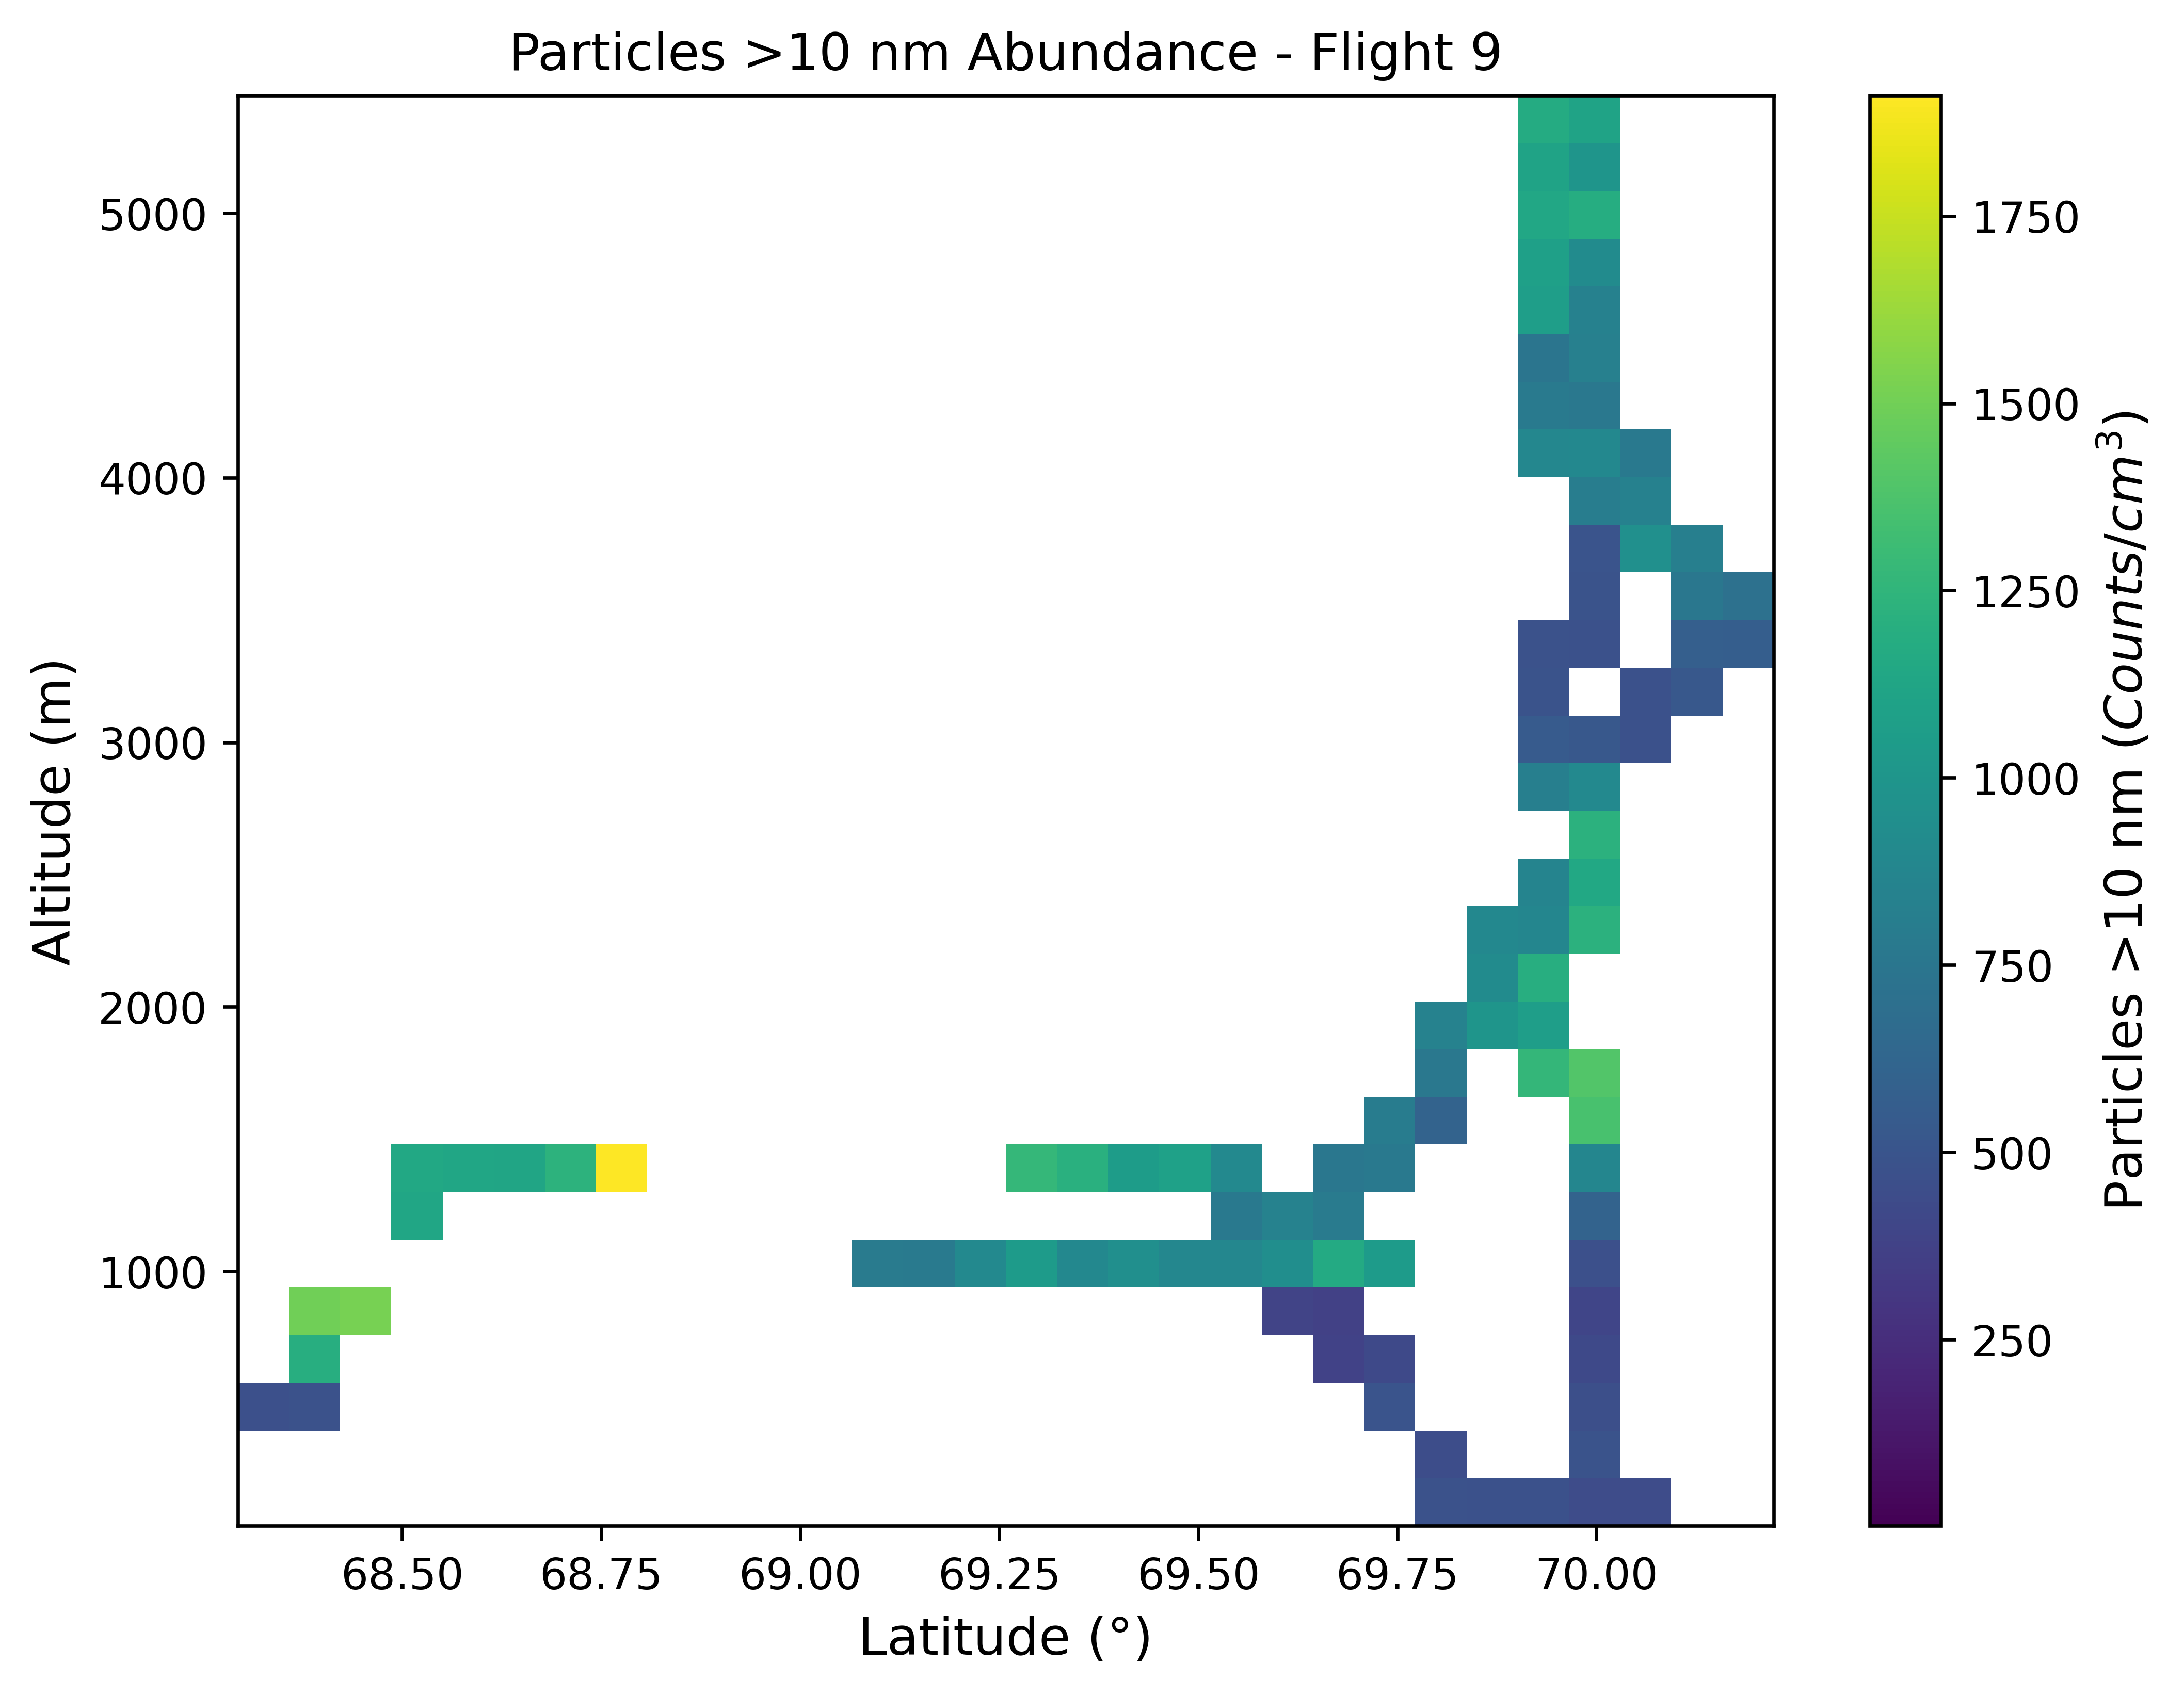 Particles >10 nm Abundance - Flight 9
5000
4000
3000
2000
1000
Altitude (m)
68.50 68.75 69.00 69.25 69.50 69.75 70.00
Latitude (°)
1750
1500
1250
1000
750
500
250
Particles >10 nm (Counts/cm³)